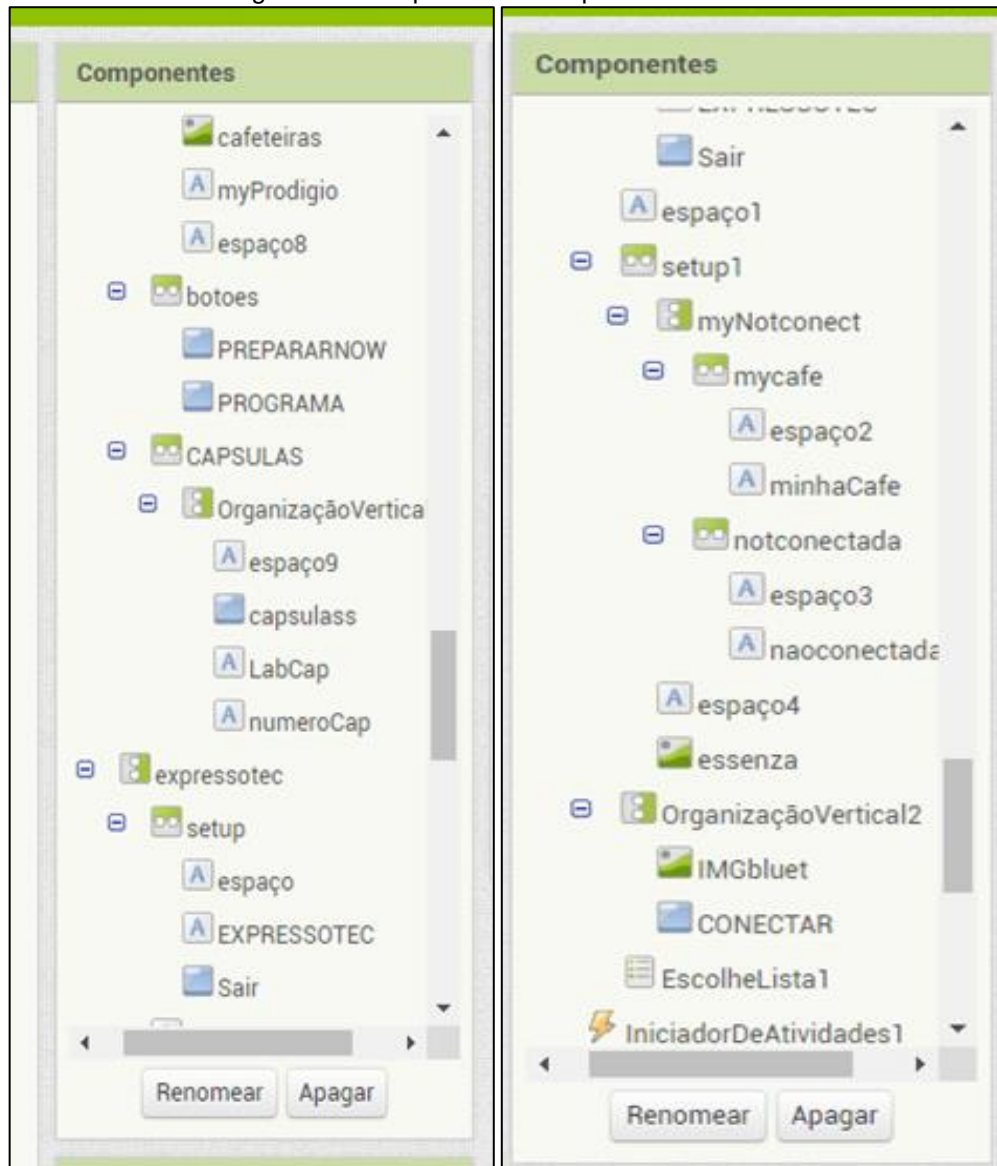 Componentes
cafeteiras
myProdigio
espaço8
botoes
PREPARARNOW
PROGRAMA
CAPSULAS
OrganizaçãoVertica
espaço9
capsulass
LabCap
numeroCap
expressotec
setup
espaço
EXPRESSOTEC
Sair
Renomear Apagar
Componentes
Sair
espaço1
setup1
myNotconect
mycafe
espaço2
minhaCafe
notconectada
espaço3
naoconectada
espaço4
essenza
OrganizaçãoVertical2
IMGbluet
CONECTAR
EscolheLista1
IniciadorDeAtividades1
Renomear Apagar